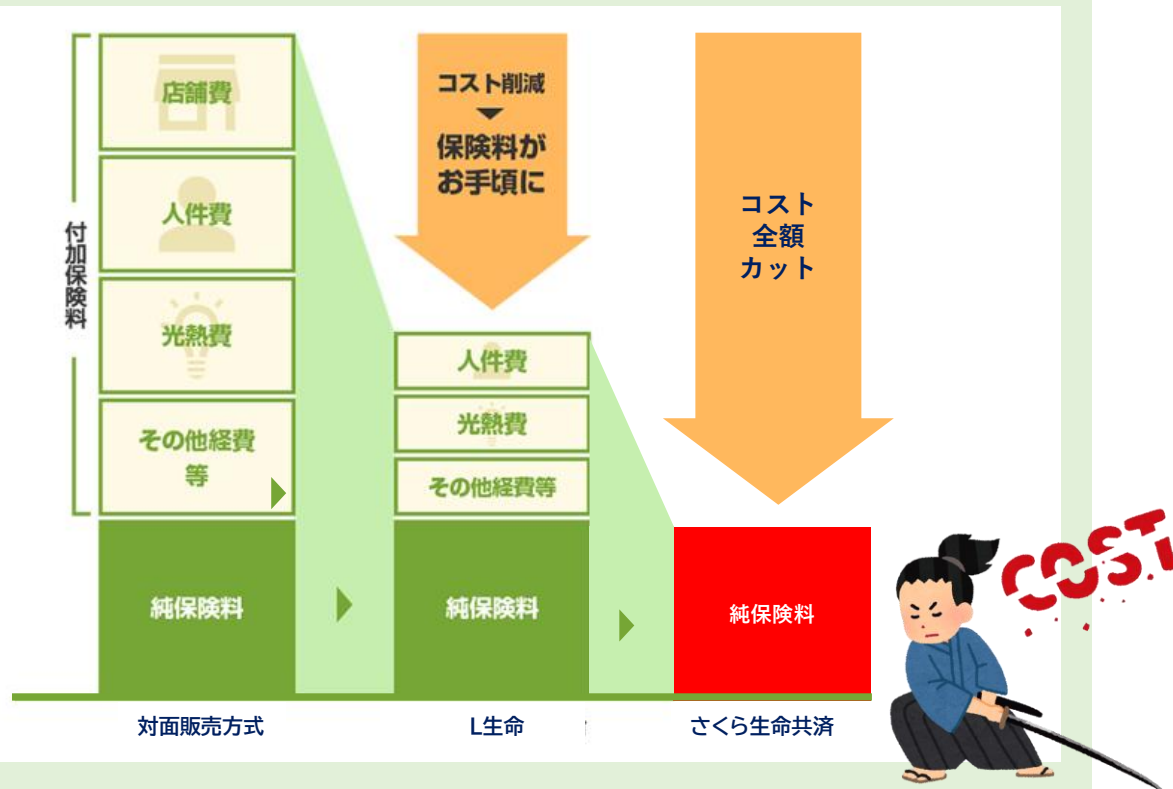 付加保険料
店舗費
人件費
光熱費
その他経費
等
純保険料
対面販売方式
コスト削減
保険料が
お手頃に
人件費
光熱費
その他経費等
純保険料
L生命
コスト
全額
カット
純保険料
さくら生命共済
COST